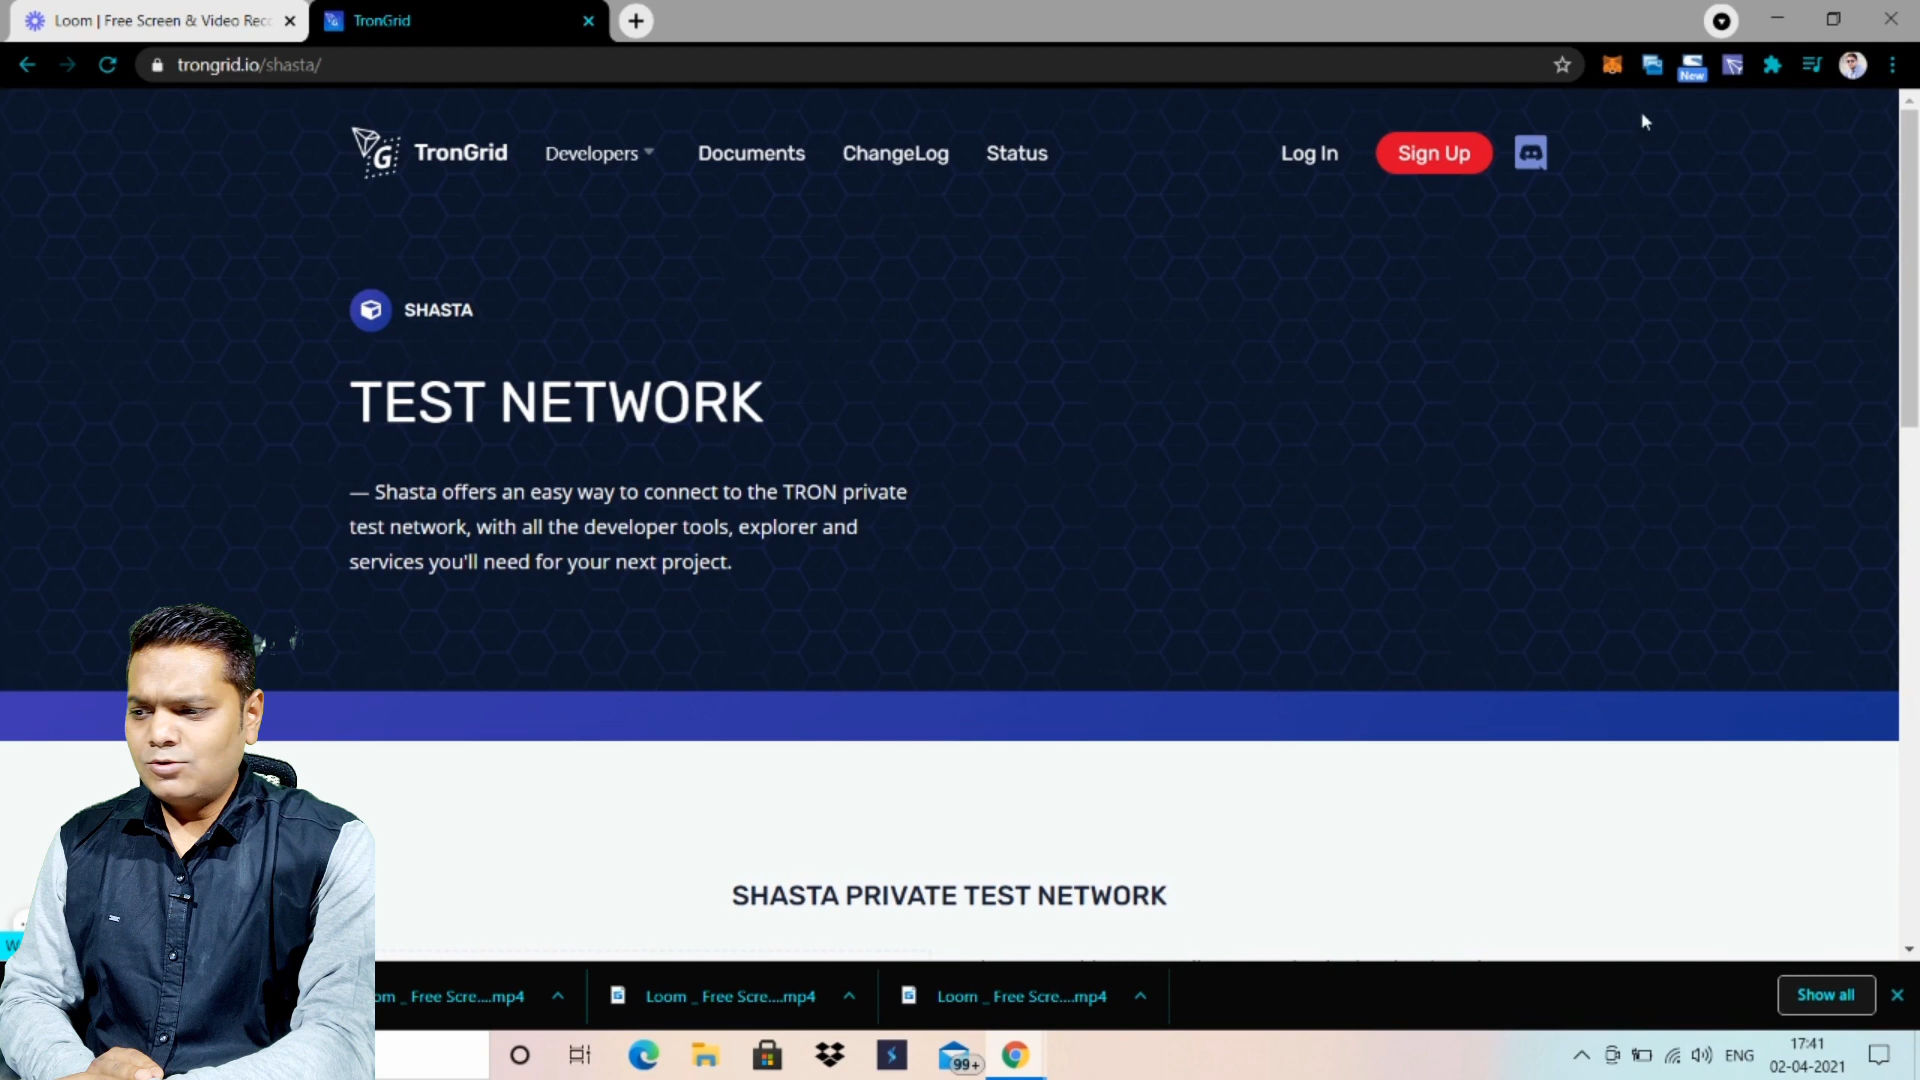 Loom | Free Screen & Video Rec
TronGrid
trongrid.io/shasta/
New
G
TronGrid
Developers
Documents
ChangeLog
Status
Log In
Sign Up
SHASTA
TEST NETWORK
— Shasta offers an easy way to connect to the TRON private
test network, with all the developer tools, explorer and
services you'll need for your next project.
SHASTA PRIVATE TEST NETWORK
om _ Free Scre....mp4
Loom _ Free Scre....mp4
Loom _ Free Scre....mp4
Show all
99+
ENG
17:41
02-04-2021